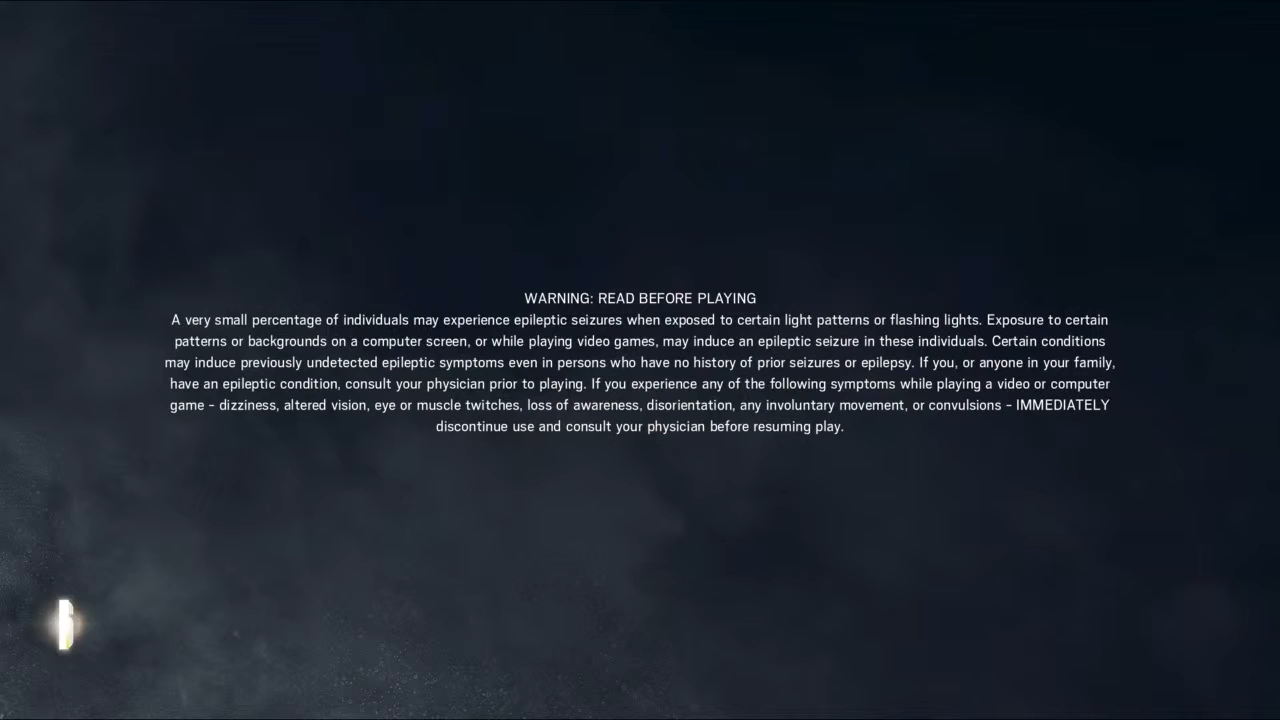 WARNING: READ BEFORE PLAYING
A very small percentage of individuals may experience epileptic seizures when exposed to certain light patterns or flashing lights. Exposure to certain
patterns or backgrounds on a computer screen, or while playing video games, may induce an epileptic seizure in these individuals. Certain conditions
may induce previously undetected epileptic symptoms even in persons who have no history of prior seizures or epilepsy. If you, or anyone in your family,
have an epileptic condition, consult your physician prior to playing. If you experience any of the following symptoms while playing a video or computer
game – dizziness, altered vision, eye or muscle twitches, loss of awareness, disorientation, any involuntary movement, or convulsions – IMMEDIATELY
discontinue use and consult your physician before resuming play.